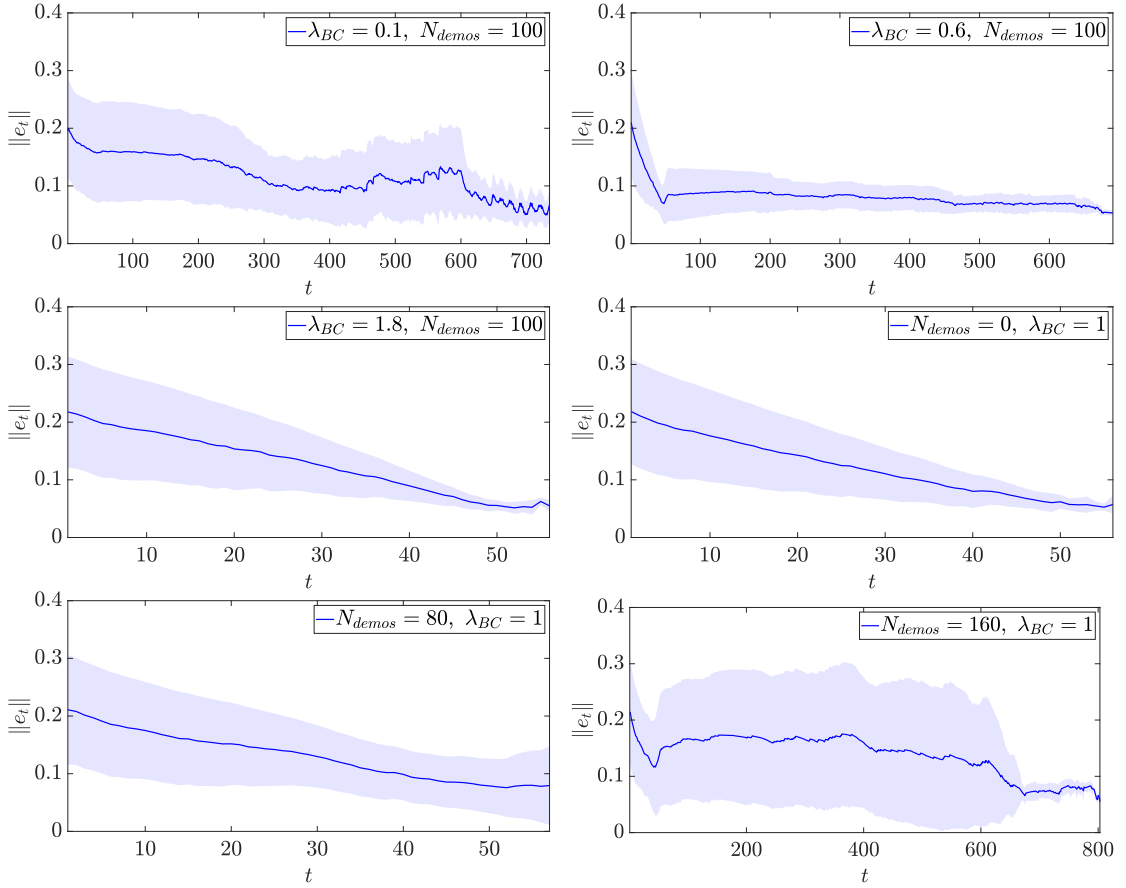 λ_BC = 0.1, N_demos = 100
0.4
0.3
0.2
0.1
0
‖e_t‖
100 200 300 400 500 600 700
t
λ_BC = 0.6, N_demos = 100
0.4
0.3
0.2
0.1
0
‖e_t‖
100 200 300 400 500 600
t
λ_BC = 1.8, N_demos = 100
0.4
0.3
0.2
0.1
0
‖e_t‖
10 20 30 40 50
t
N_demos = 0, λ_BC = 1
0.4
0.3
0.2
0.1
0
‖e_t‖
10 20 30 40 50
t
N_demos = 80, λ_BC = 1
0.4
0.3
0.2
0.1
0
‖e_t‖
10 20 30 40 50
t
N_demos = 160, λ_BC = 1
0.4
0.3
0.2
0.1
0
‖e_t‖
200 400 600 800
t